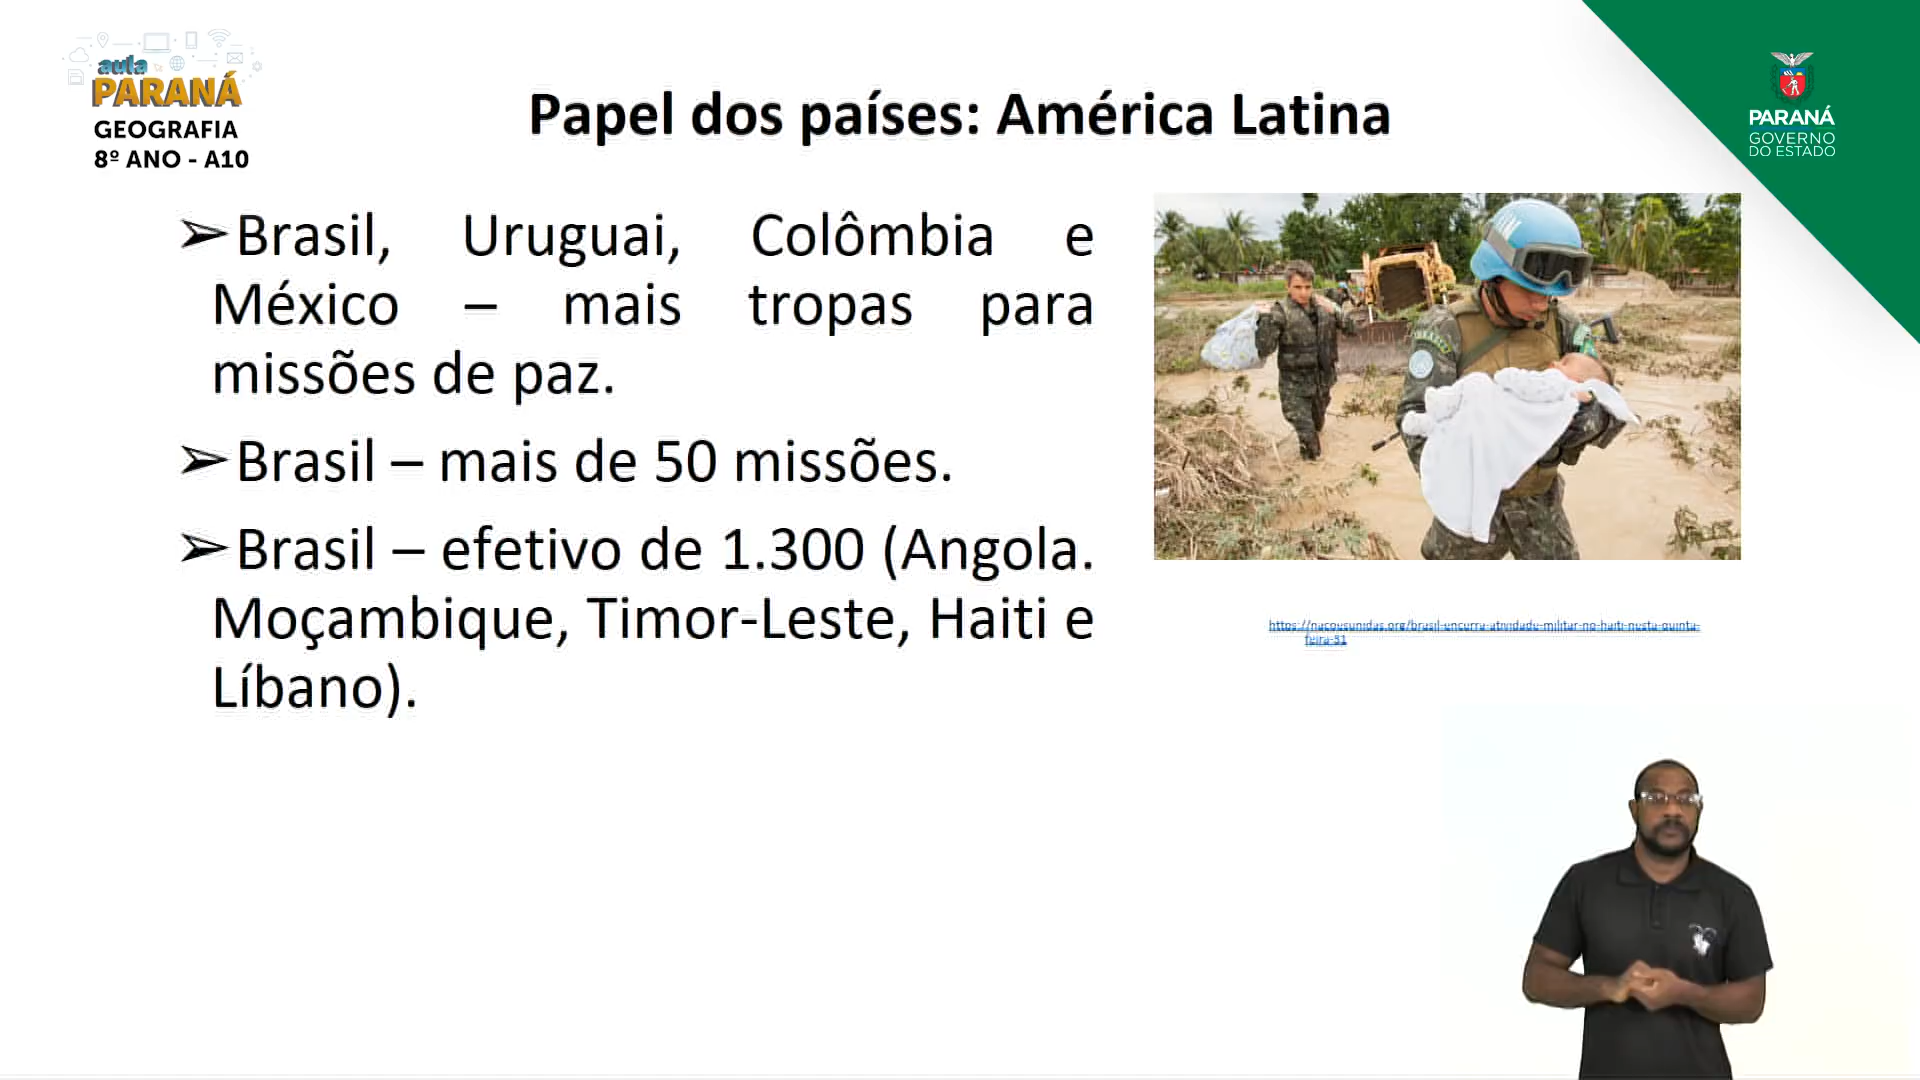 aula
PARANÁ
GEOGRAFIA
8º ANO - A10
Papel dos países: América Latina
PARANÁ
GOVERNO
DO ESTADO
➢Brasil, Uruguai, Colômbia e
México – mais tropas para
missões de paz.
➢Brasil – mais de 50 missões.
➢Brasil – efetivo de 1.300 (Angola.
Moçambique, Timor-Leste, Haiti e
Líbano).
https://nacoesunidas.org/brasil-encerra-atividade-militar-no-haiti-nesta-quinta-
feira-31